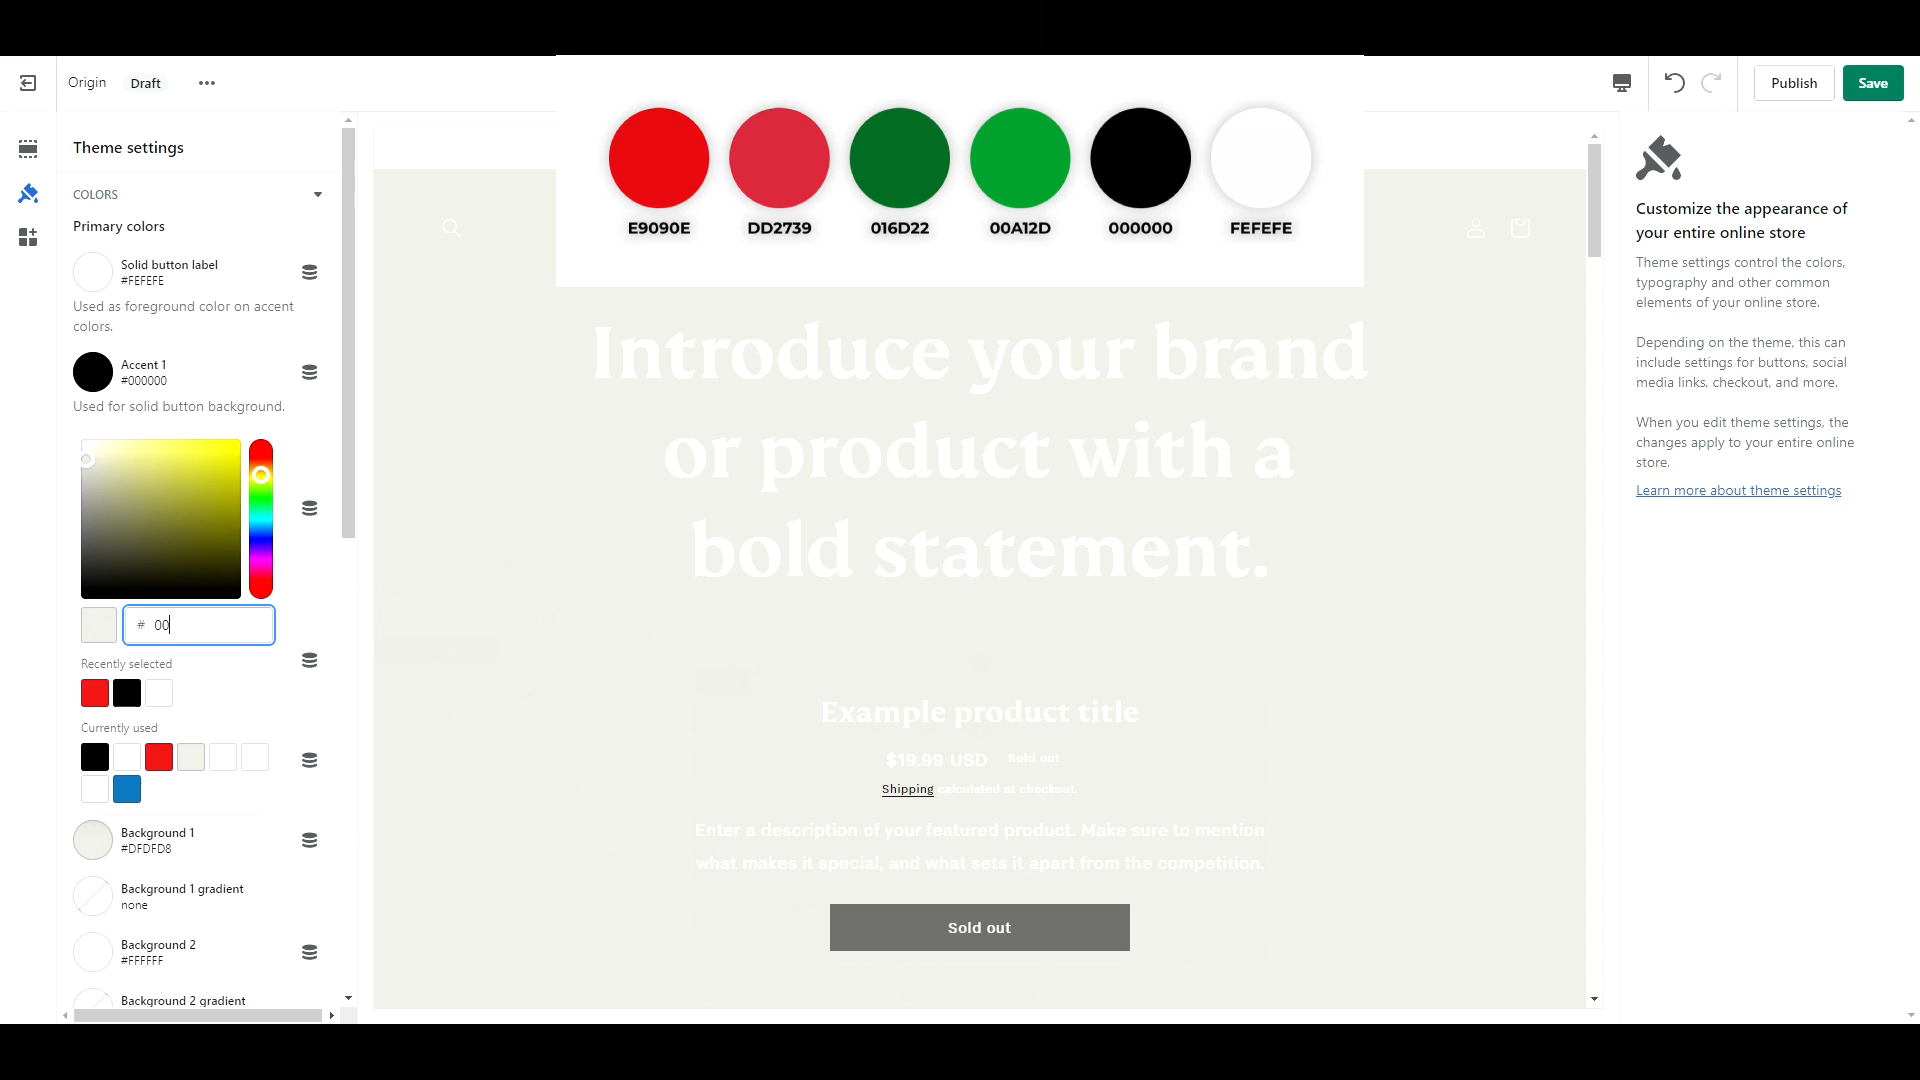 Origin
Draft
Publish
Save
Theme settings
COLORS
Primary colors
Solid button label
#FEFEFE
Used as foreground color on accent
colors.
Accent 1
#000000
Used for solid button background.
# 00
Recently selected
Currently used
Background 1
#DFDFD8
Background 1 gradient
none
Background 2
#FFFFFF
Background 2 gradient
E9090E
DD2739
016D22
00A12D
000000
FEFEFE
Introduce your brand
or product with a
bold statement.
Example product title
$19.99 USD Sold out
Shipping calculated at checkout.
Enter a description of your featured product. Make sure to mention
what makes it special, and what sets it apart from the competition.
Sold out
Customize the appearance of
your entire online store
Theme settings control the colors,
typography and other common
elements of your online store.
Depending on the theme, this can
include settings for buttons, social
media links, checkout, and more.
When you edit theme settings, the
changes apply to your entire online
store.
Learn more about theme settings